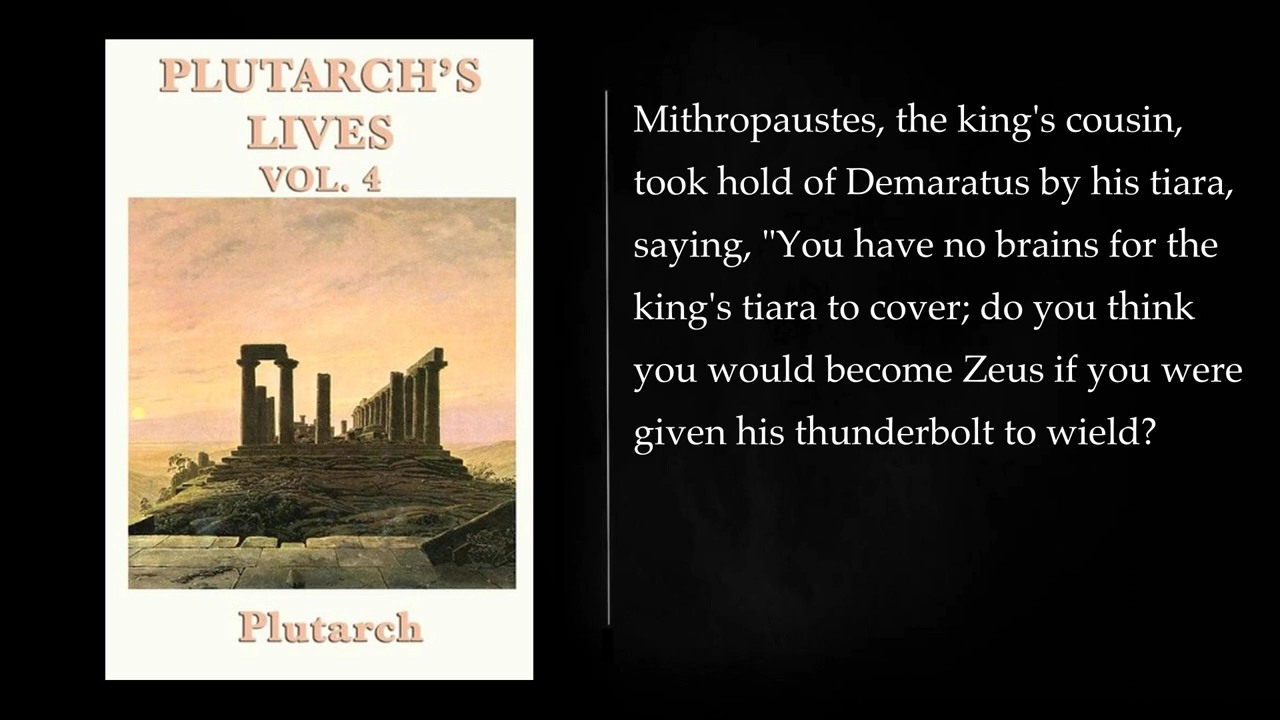 PLUTARCH'S
LIVES
VOL. 4
Plutarch
Mithropaustes, the king's cousin,
took hold of Demaratus by his tiara,
saying, "You have no brains for the
king's tiara to cover; do you think
you would become Zeus if you were
given his thunderbolt to wield?